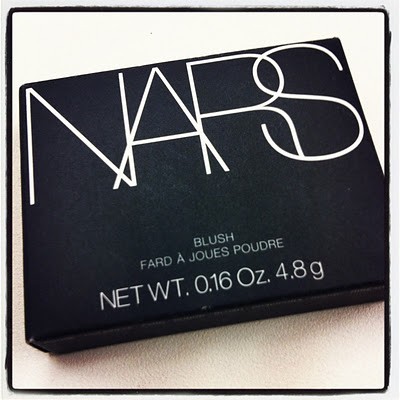 NARS
BLUSH
FARD À JOUES POUDRE
NET WT. 0.16 Oz. 4.8 g